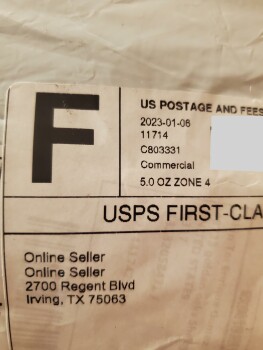 F
US POSTAGE AND FEES
2023-01-06
11714
C803331
Commercial
5.0 OZ ZONE 4
USPS FIRST-CLA
Online Seller
Online Seller
2700 Regent Blvd
Irving, TX 75063